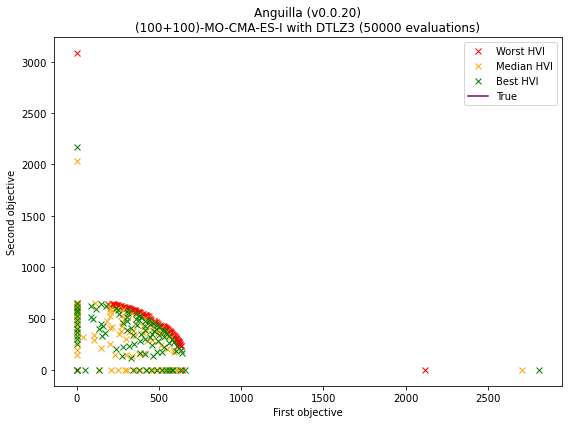 Anguilla (v0.0.20)
(100+100)-MO-CMA-ES-I with DTLZ3 (50000 evaluations)
Worst HVI
Median HVI
Best HVI
True
Second objective
3000
2500
2000
1500
1000
500
0
0
500
1000
1500
2000
2500
First objective